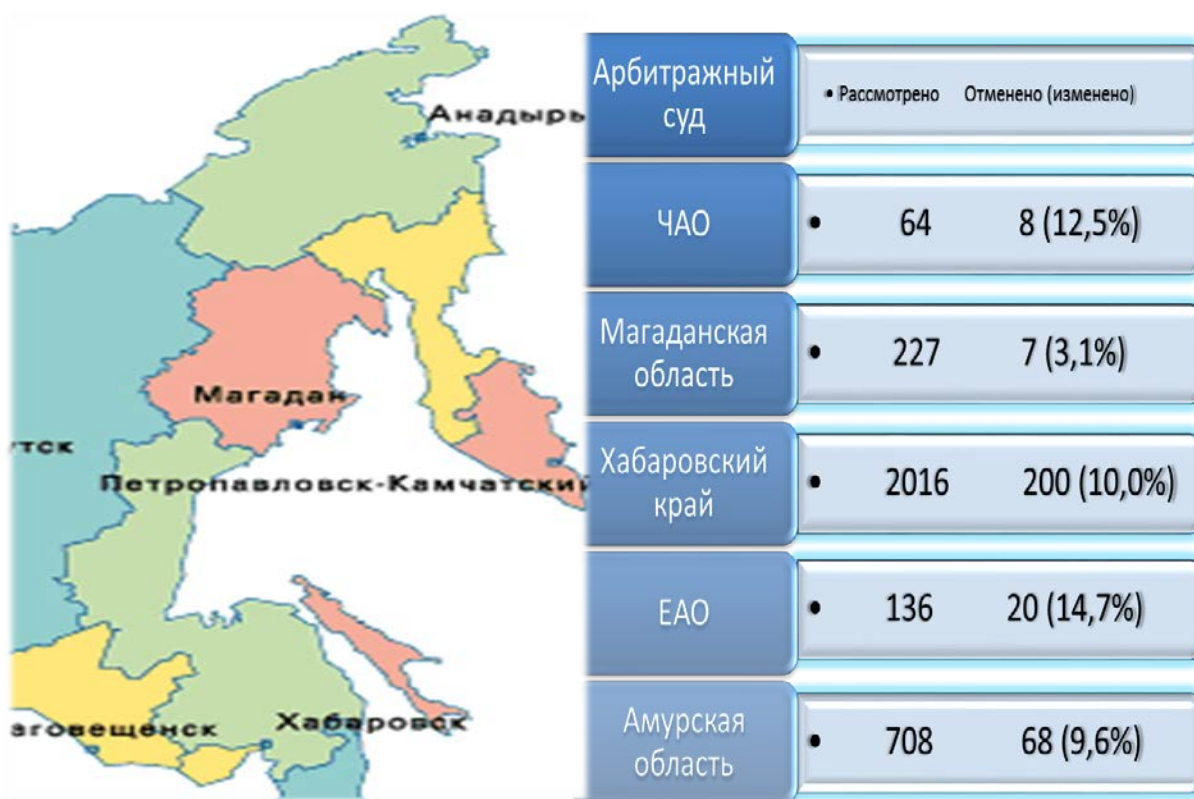 Анадырь
Магадан
утск
Петропавловск-Камчатский
аговещенск
Хабаровск
Арбитражный
суд
• Рассмотрено Отменено (изменено)
ЧАО
• 64 8 (12,5%)
Магаданская
область
• 227 7 (3,1%)
Хабаровский
край
• 2016 200 (10,0%)
ЕАО
• 136 20 (14,7%)
Амурская
область
• 708 68 (9,6%)